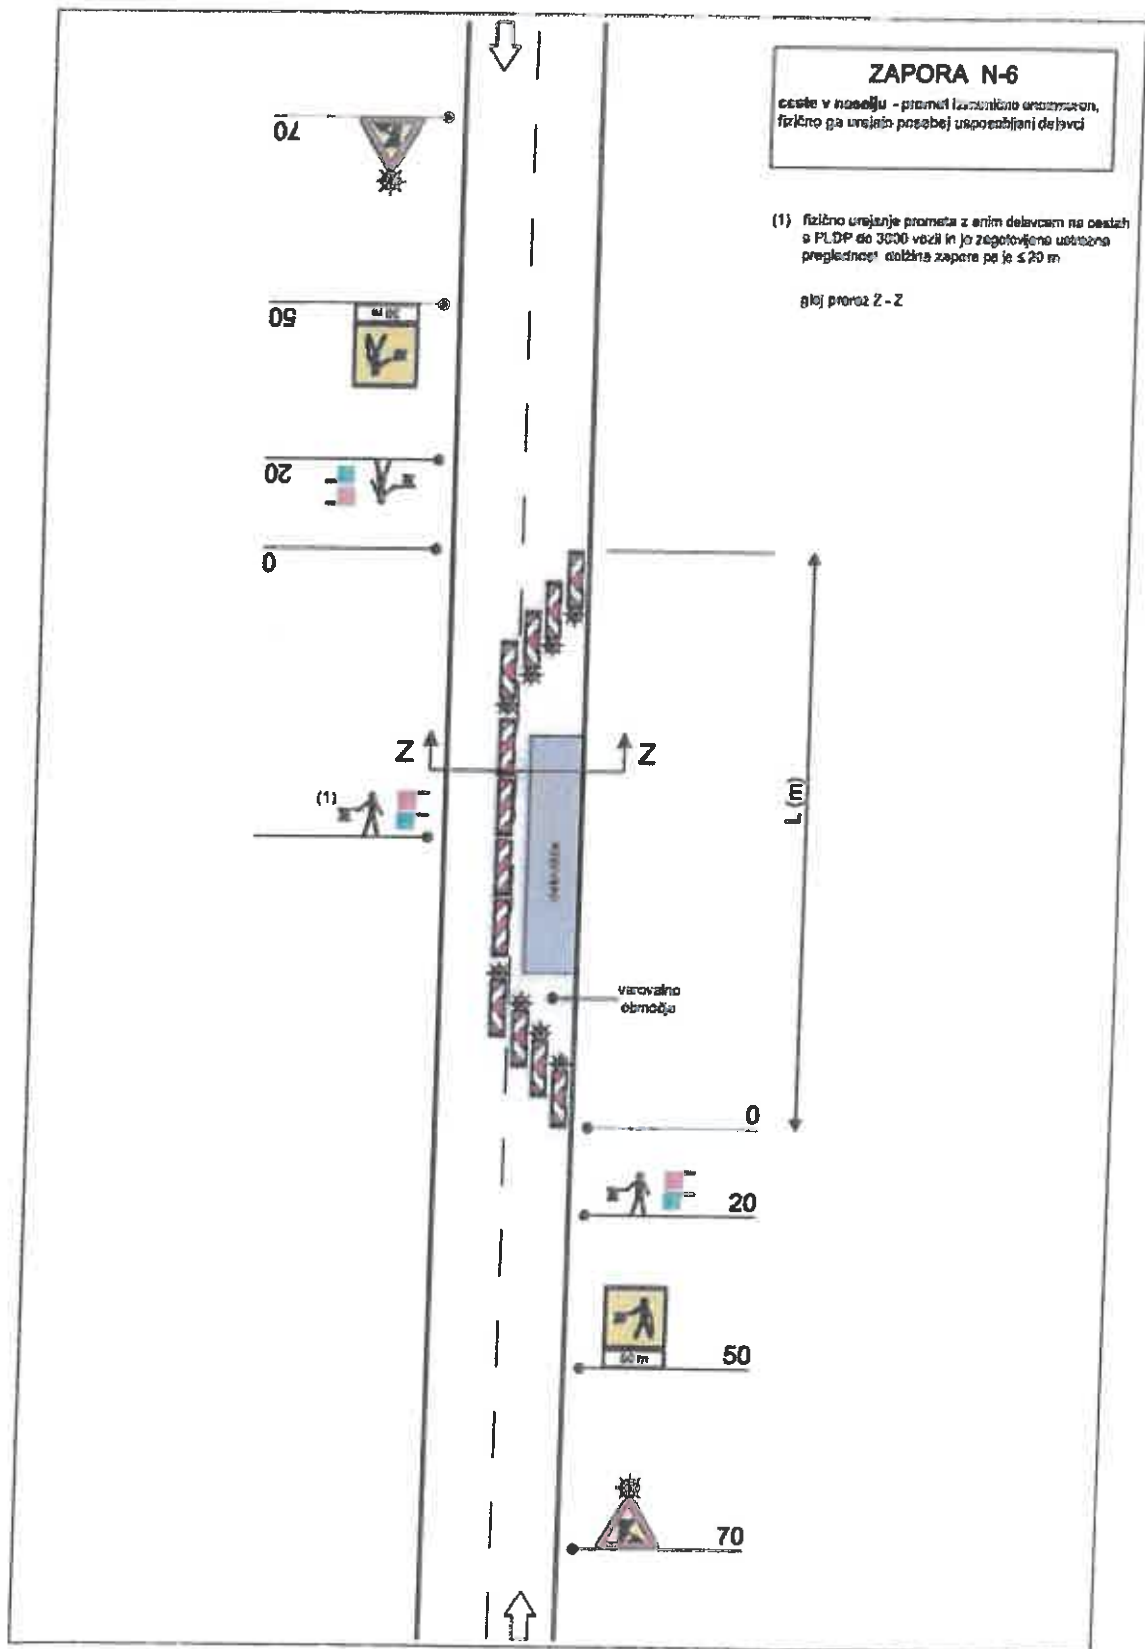 ZAPORA N-6
ceste v naselju - promet izmenično enosmeren,
fizično ga urejajo posebej usposobljeni delavci
(1) fizično urejanje prometa z enim delavcem na cestah
s PLDP do 3000 vozil in je zagotovljena ustrezna
preglednost, dolžina zapore pa je ≤ 20 m
glej prerez Z - Z
70
50
20
0
Z
Z
(1)
L (m)
delovišče
varovalno
območje
0
20
50 m
50
70